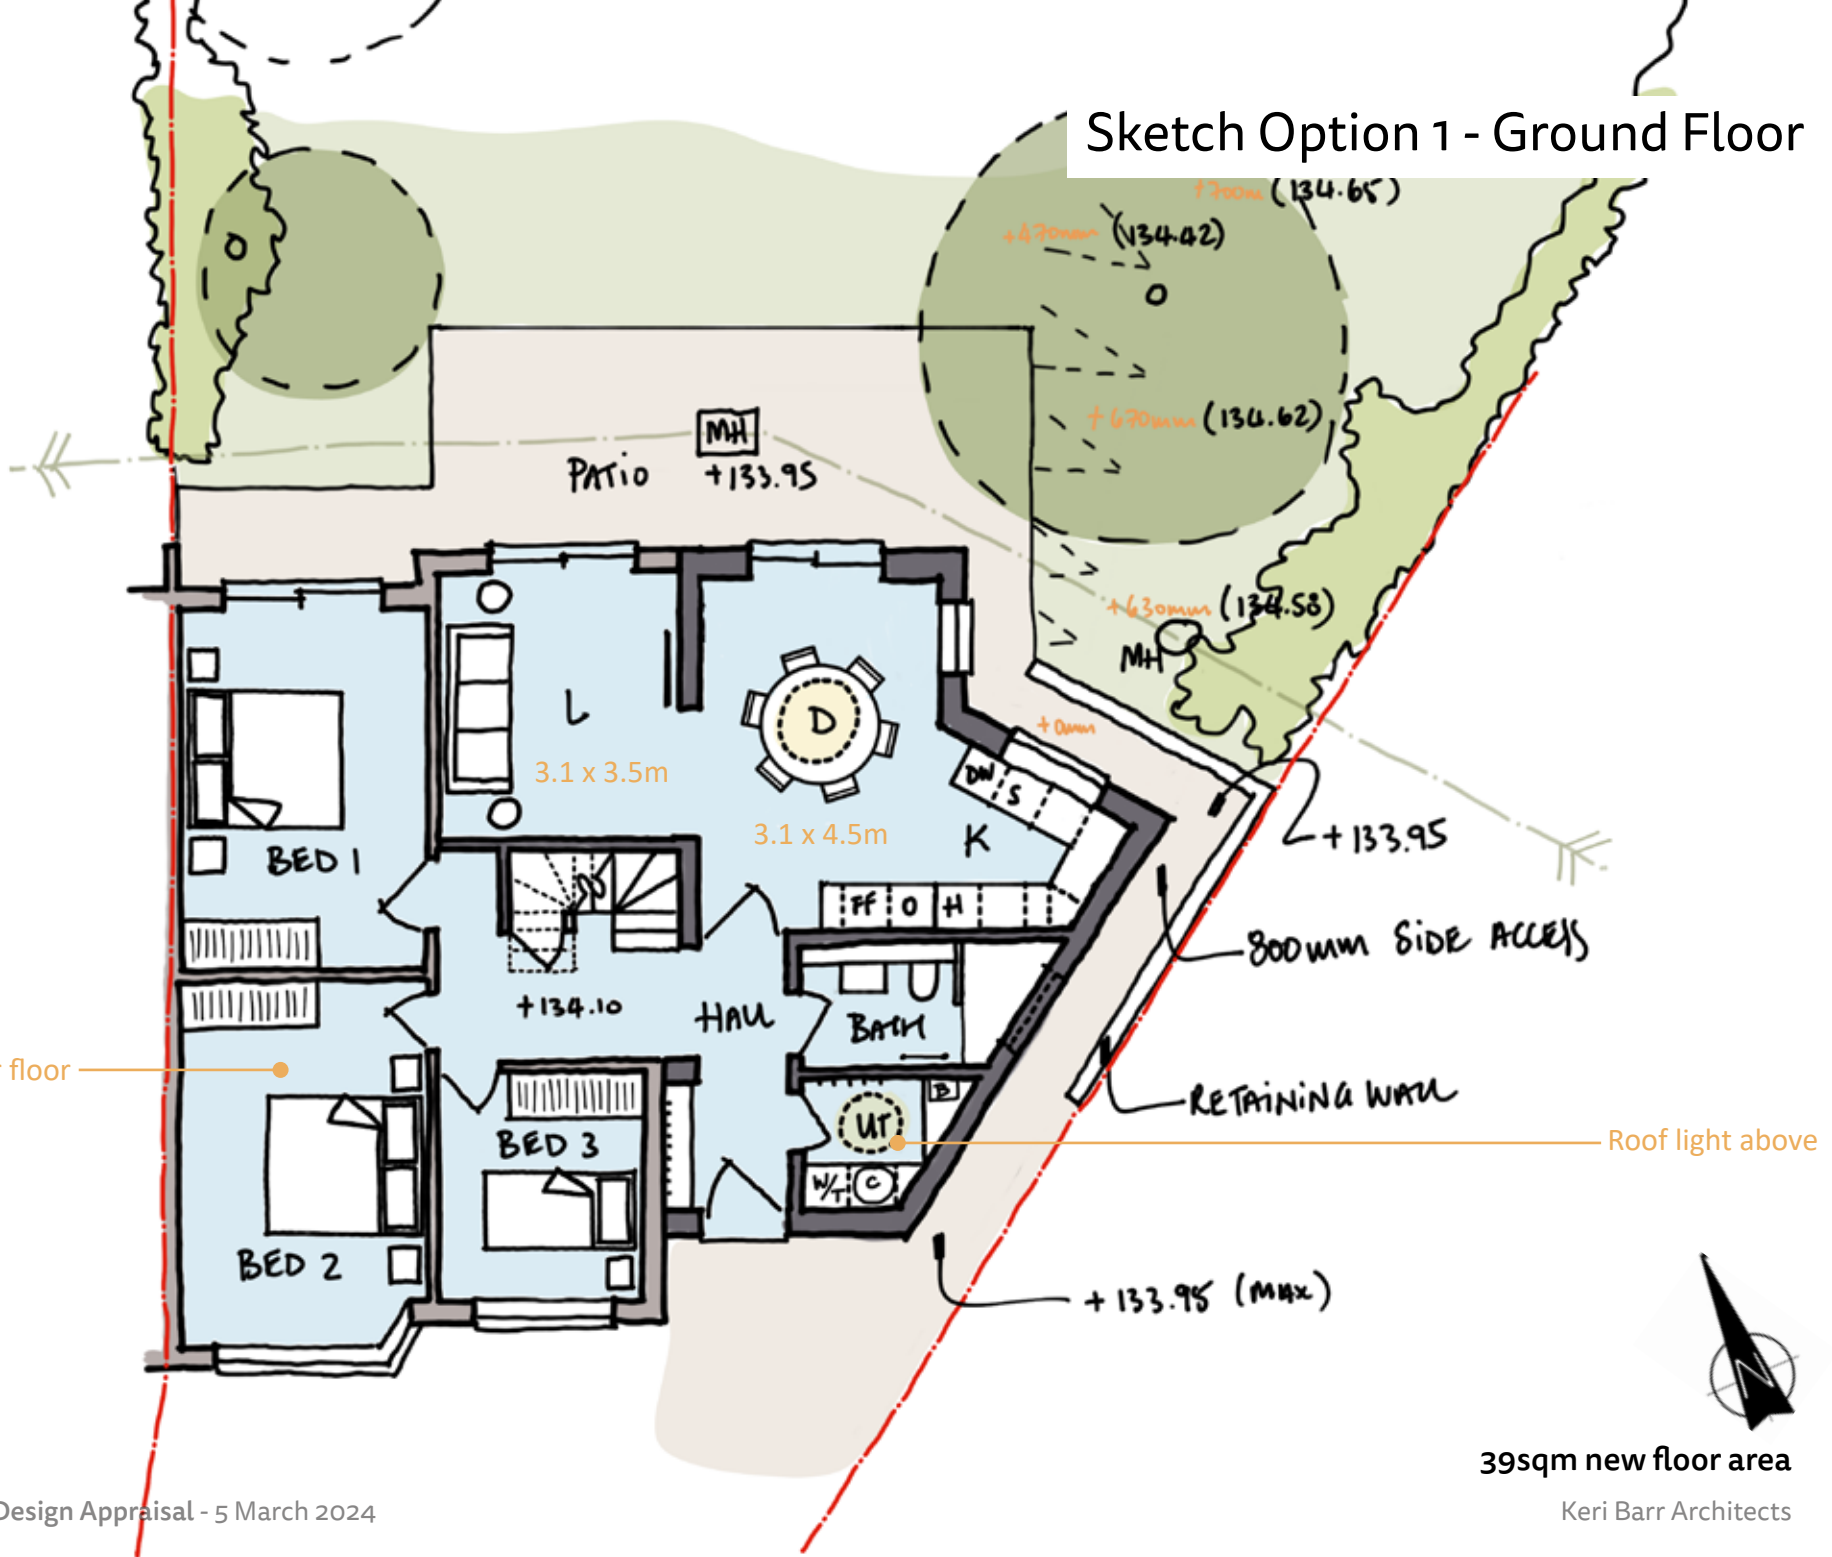 Sketch Option 1 - Ground Floor
+700m (134.65)
+470mm (134.42)
+670mm (134.62)
MH
PATIO +133.95
+630mm (134.58)
MH
+0mm
L
D
3.1 x 3.5m
3.1 x 4.5m
DW S
K
+133.95
BED 1
FF O H
800mm SIDE ACCESS
+134.10
HALL
BATH
floor
B
RETAINING WALL
UT
Roof light above
BED 3
W/T C
BED 2
+133.95 (MAX)
N
39sqm new floor area
Design Appraisal - 5 March 2024
Keri Barr Architects